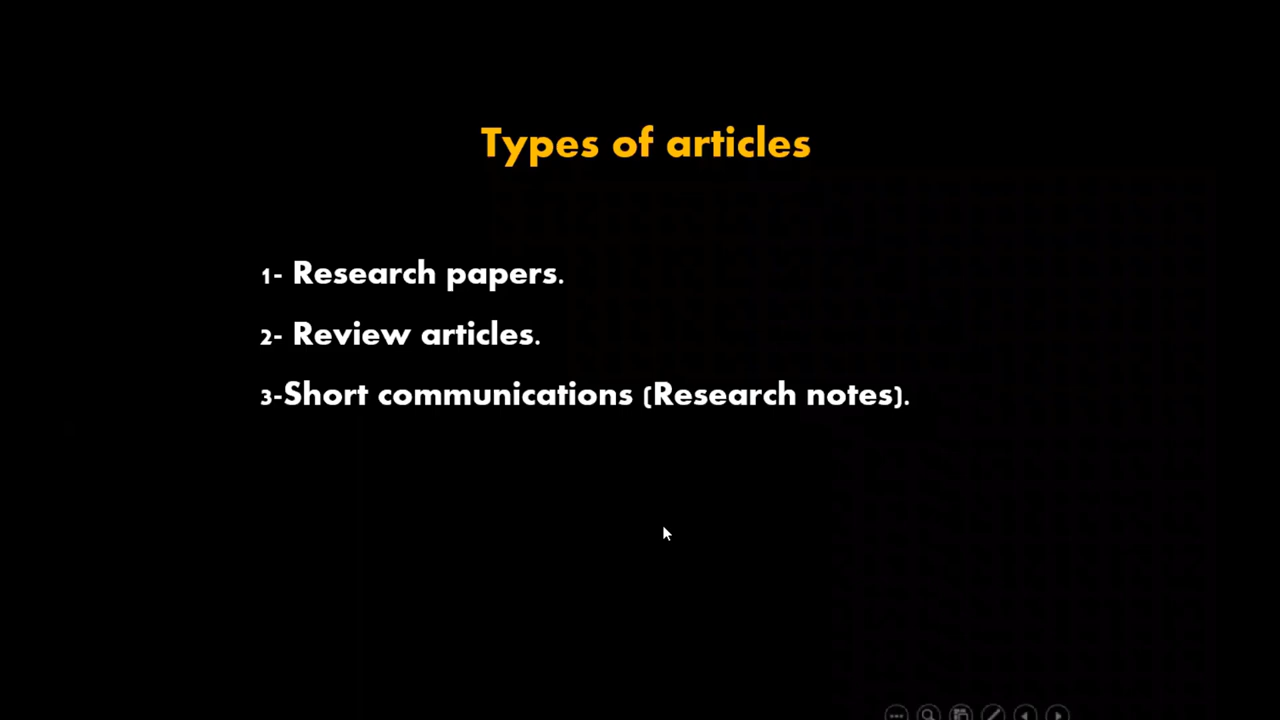 Types of articles
1- Research papers.
2- Review articles.
3-Short communications (Research notes).